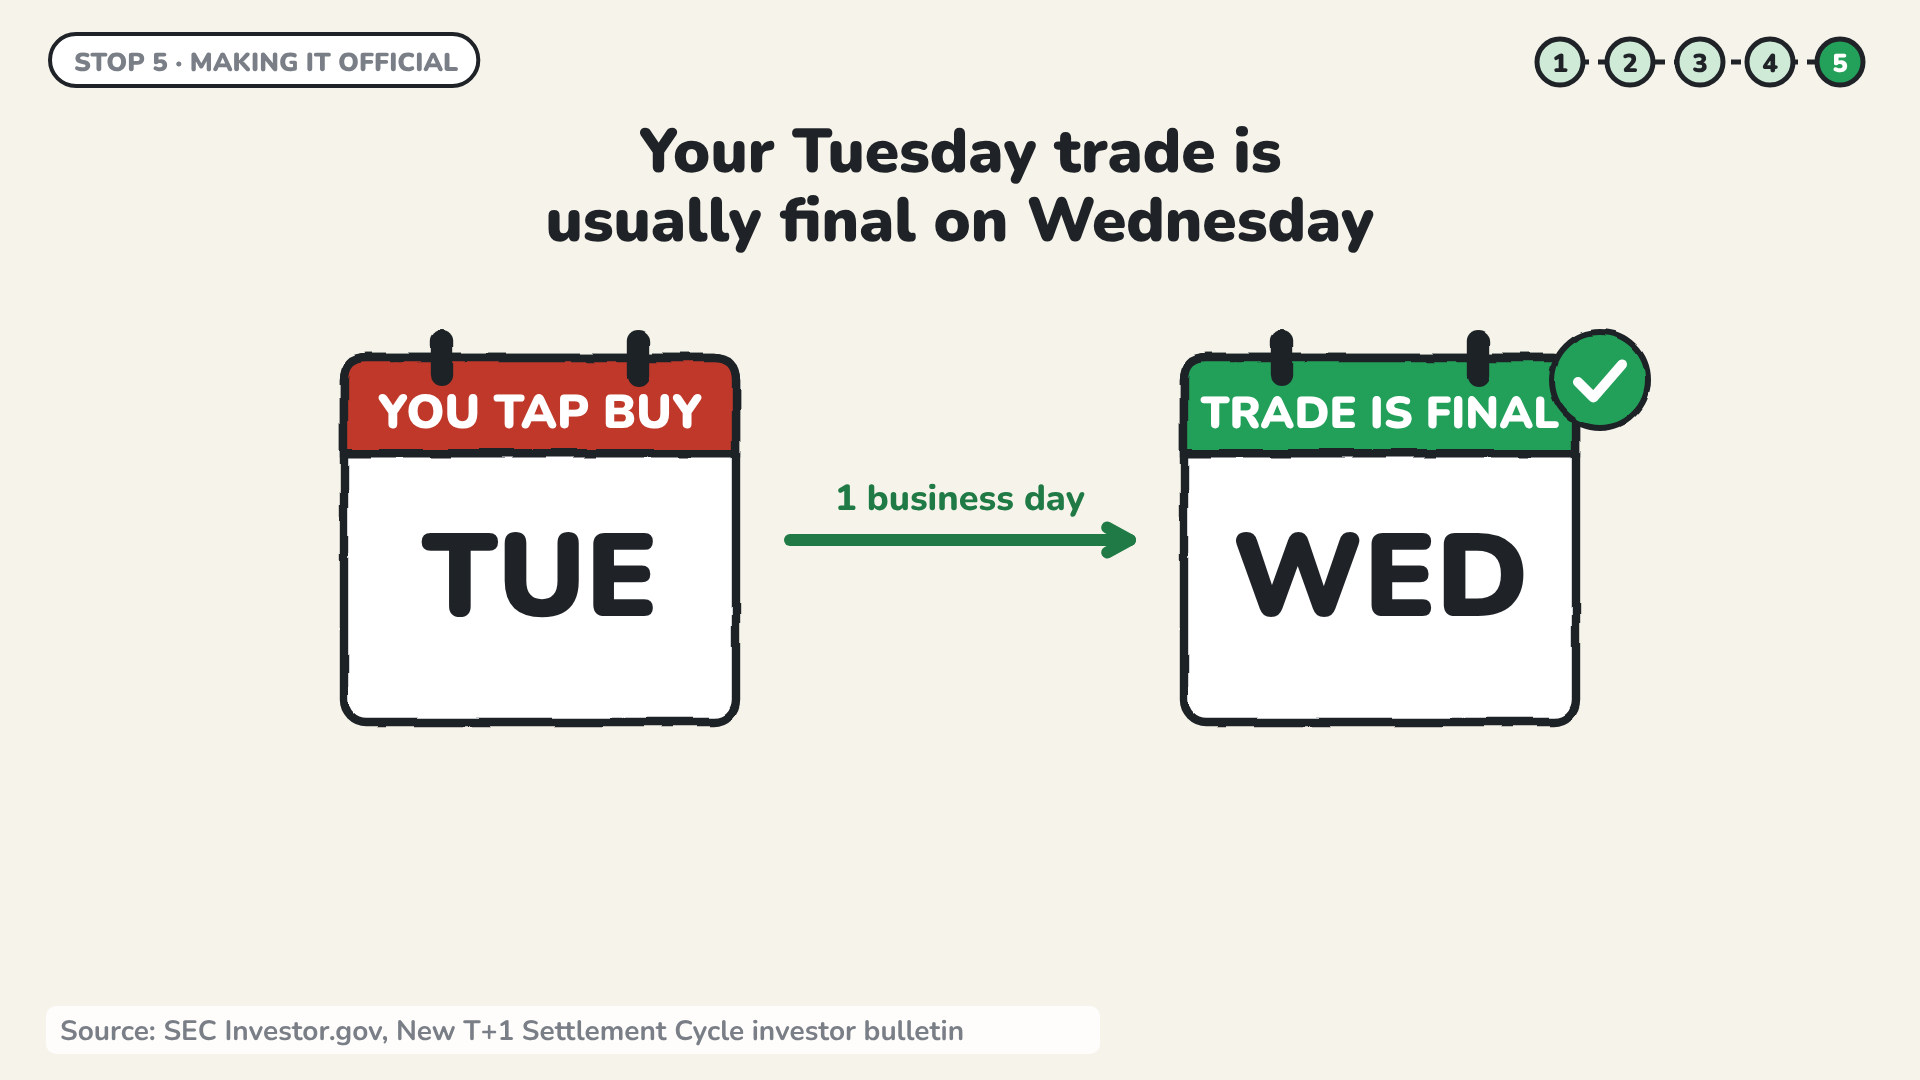 STOP 5 · MAKING IT OFFICIAL
1 2 3 4 5
Your Tuesday trade is
usually final on Wednesday
YOU TAP BUY
TUE
1 business day
TRADE IS FINAL
WED
Source: SEC Investor.gov, New T+1 Settlement Cycle investor bulletin